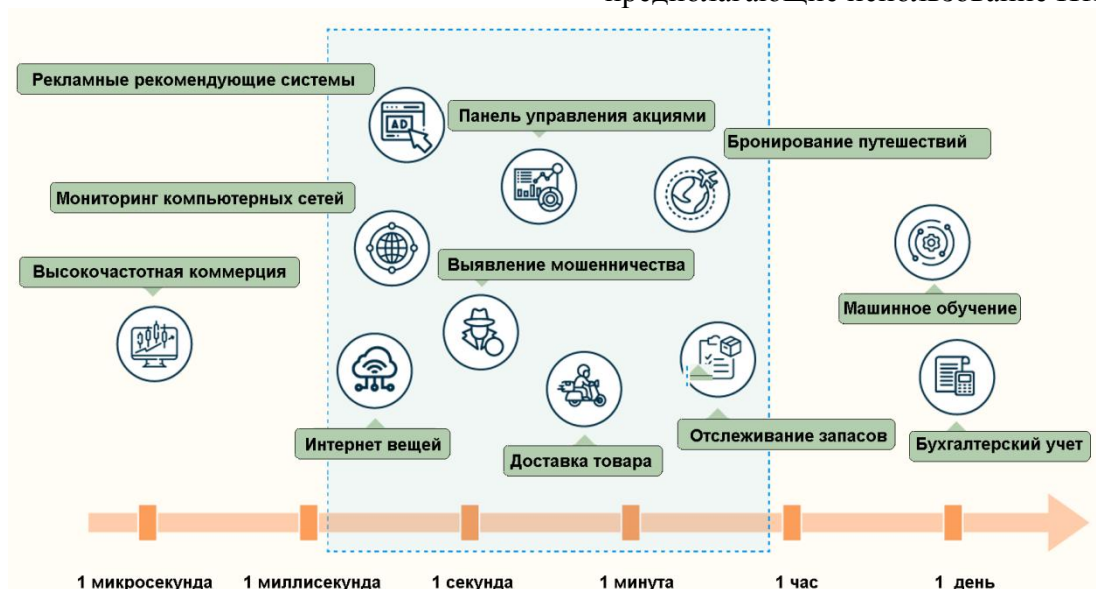 использование
Рекламные рекомендующие системы
AD
Панель управления акциями
Бронирование путешествий
Мониторинг компьютерных сетей
Высокочастотная коммерция
Выявление мошенничества
Машинное обучение
Интернет вещей
Доставка товара
Отслеживание запасов
Бухгалтерский учет
1 микросекунда 1 миллисекунда 1 секунда 1 минута 1 час 1 день